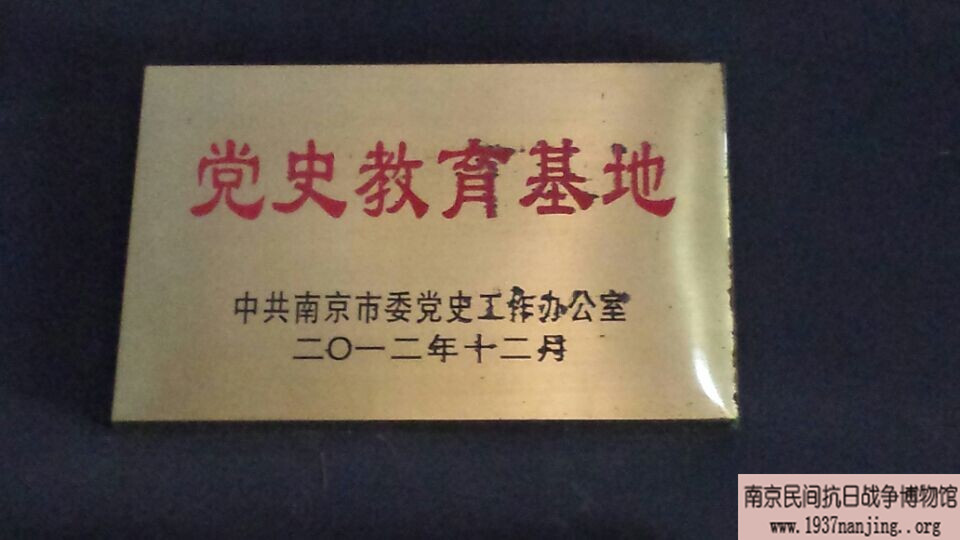 党史教育基地
中共南京市委党史工作办公室
二〇一二年十二月
南京民间抗日战争博物馆
www.1937nanjing..org